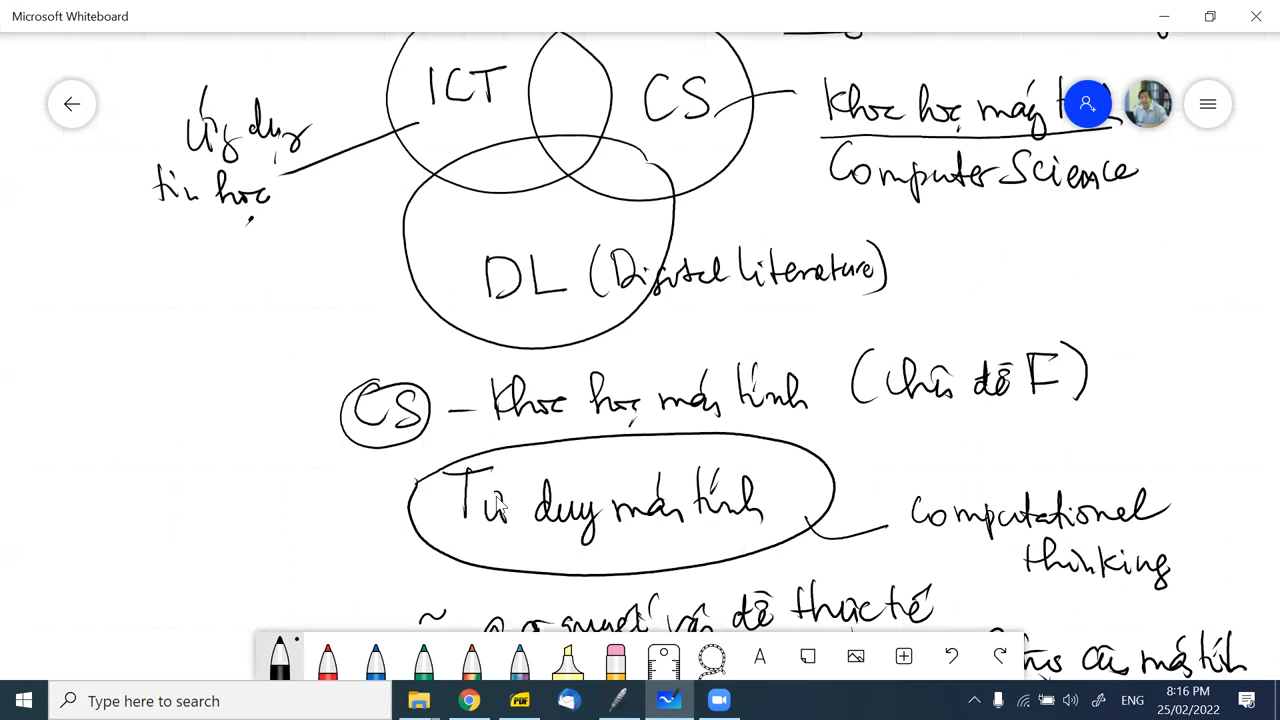 Microsoft Whiteboard
ICT
CS
Ứng dụng
tin học
Khoa học máy
Computer Science
DL (Digital literature)
CS - Khoa học máy tính (Chủ đề F)
Tư duy máy tính
Computational
thinking
quyết vấn đề thực tế
máy tính
Type here to search
PDF
ENG
8:16 PM
25/02/2022